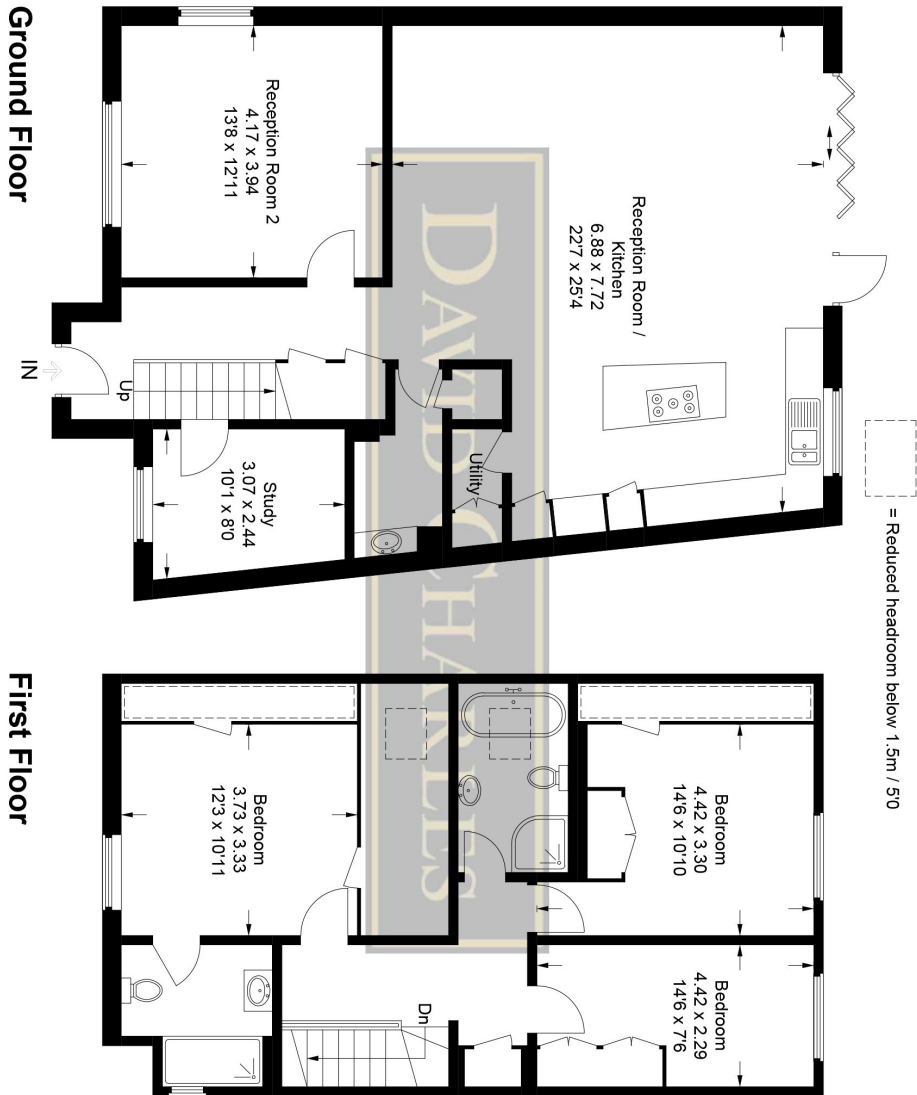 = Reduced headroom below 1.5m / 5'0
Reception Room /
Kitchen
6.88 x 7.72
22'7 x 25'4
Reception Room 2
4.17 x 3.94
13'8 x 12'11
Utility
Up
Study
3.07 x 2.44
10'1 x 8'0
IN
Ground Floor
DAVID CHARLES
Bedroom
4.42 x 3.30
14'6 x 10'10
Bedroom
4.42 x 2.29
14'6 x 7'6
Bedroom
3.73 x 3.33
12'3 x 10'11
Dn
First Floor